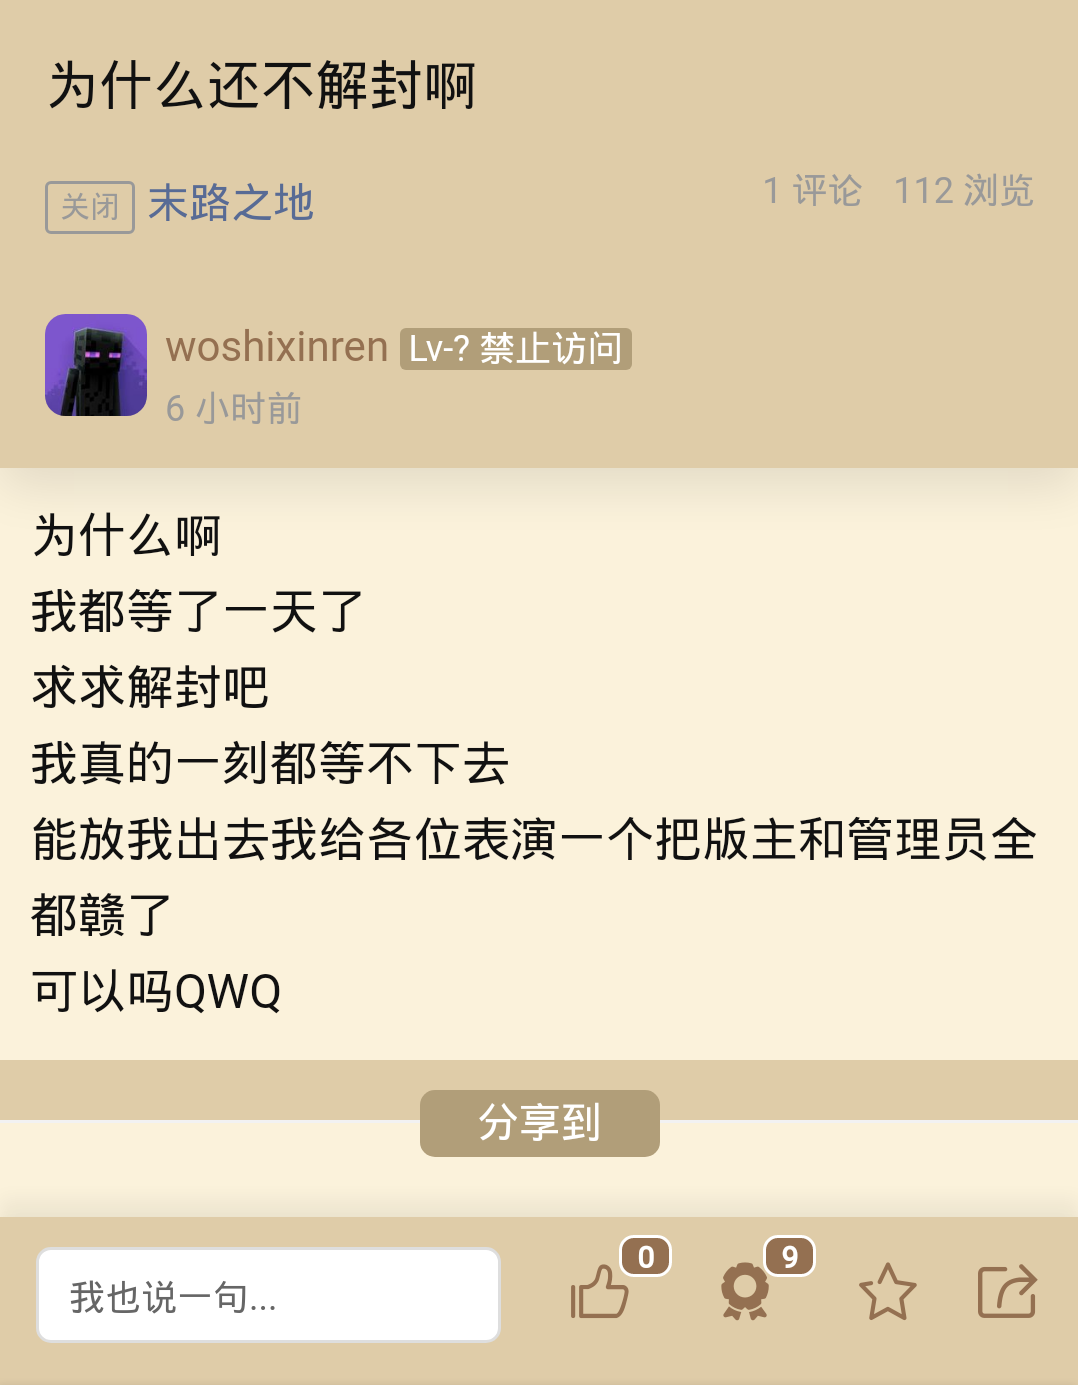 为什么还不解封啊
关闭 末路之地 1 评论 112 浏览
woshixinren Lv-? 禁止访问
6 小时前
为什么啊
我都等了一天了
求求解封吧
我真的一刻都等不下去
能放我出去我给各位表演一个把版主和管理员全
都赣了
可以吗QWQ
分享到
我也说一句... 0 9